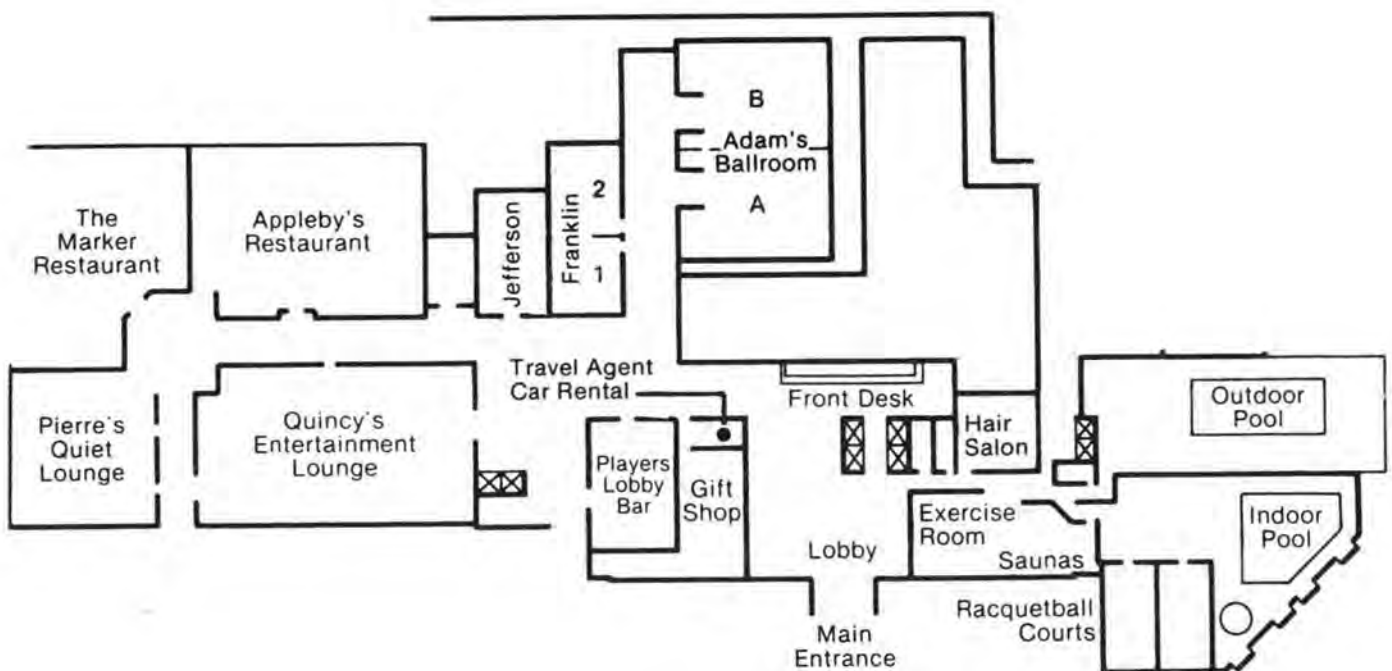 B
Adam's
Ballroom
A
The
Marker
Restaurant
Appleby's
Restaurant
Jefferson
Franklin
2
1
Travel Agent
Car Rental
Front Desk
Outdoor
Pool
Pierre's
Quiet
Lounge
Quincy's
Entertainment
Lounge
Players
Lobby
Bar
Gift
Shop
Hair
Salon
Lobby
Exercise
Room
Saunas
Indoor
Pool
Racquetball
Courts
Main
Entrance